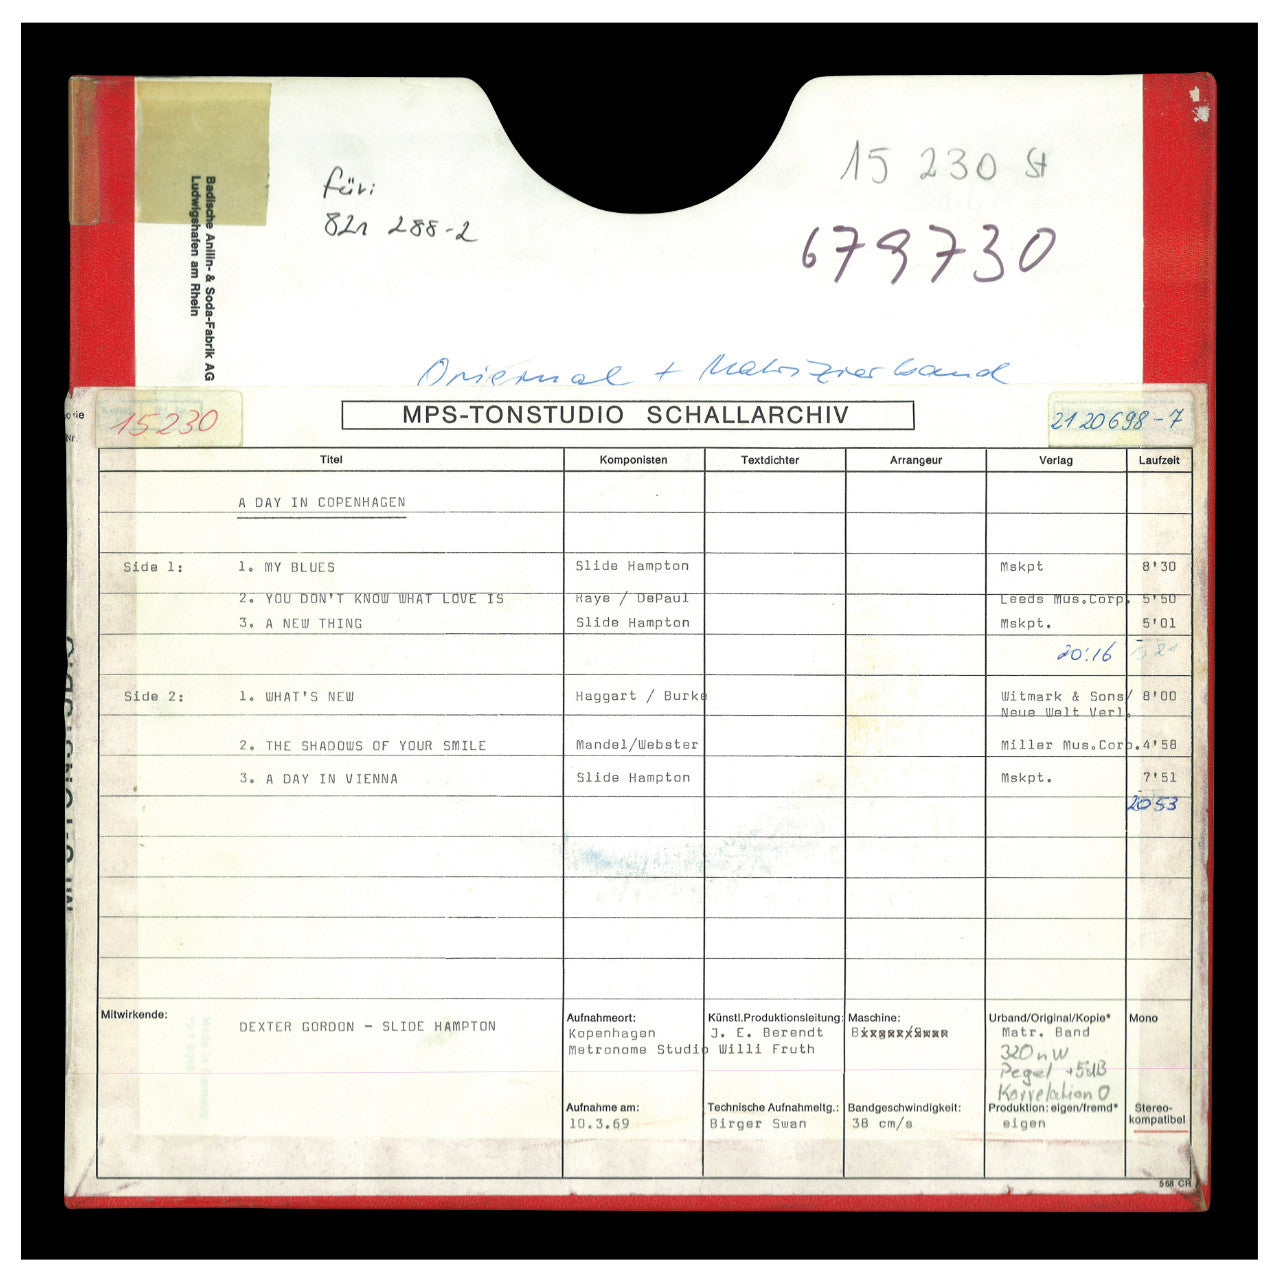 15 230 St
für:
821 288-2
679730
Badische Anilin- & Soda-Fabrik AG
Ludwigshafen am Rhein
Original + Matrizierband
15230
MPS-TONSTUDIO SCHALLARCHIV
2120698-7
Nr.
Titel Komponisten Textdichter Arrangeur Verlag Laufzeit
A DAY IN COPENHAGEN
Side 1: 1. MY BLUES Slide Hampton Mskpt 8'30
2. YOU DON'T KNOW WHAT LOVE IS Raye / DePaul Leeds Mus.Corp. 5'50
3. A NEW THING Slide Hampton Mskpt. 5'01
20:16
Side 2: 1. WHAT'S NEW Haggart / Burke Witmark & Sons/ 8'00
Neue Welt Verl.
2. THE SHADOWS OF YOUR SMILE Mandel/Webster Miller Mus.Corp. 4'58
3. A DAY IN VIENNA Slide Hampton Mskpt. 7'51
2053
Mitwirkende: Aufnahmeort: Künstl.Produktionsleitung: Maschine: Urband/Original/Kopie* Mono
DEXTER GORDON - SLIDE HAMPTON Kopenhagen J. E. Berendt Matr. Band
Metronome Studio Willi Fruth
320 nW
Pegel +5dB
Korrelation 0
Aufnahme am: Technische Aufnahmeltg.: Bandgeschwindigkeit: Produktion: eigen/fremd* Stereo-
kompatibel
10.3.69 Birger Swan 38 cm/s eigen
568 CR